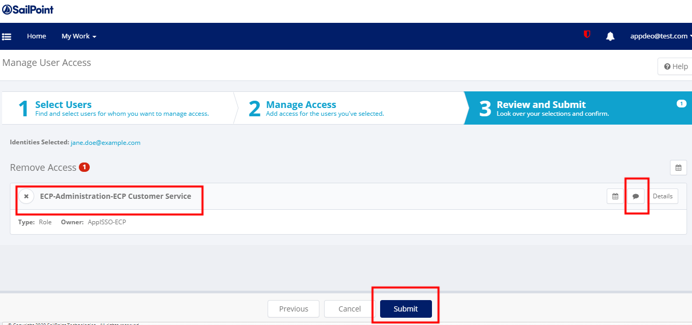 SailPoint
Home My Work appdeo@test.com
Manage User Access
Help
1 Select Users
Find and select users for whom you want to manage access.
2 Manage Access
Add access for the users you've selected.
3 Review and Submit 1
Look over your selections and confirm.
Identities Selected: jane.doe@example.com
Remove Access 1
ECP-Administration-ECP Customer Service Details
Type: Role Owner: AppISSO-ECP
Previous Cancel Submit